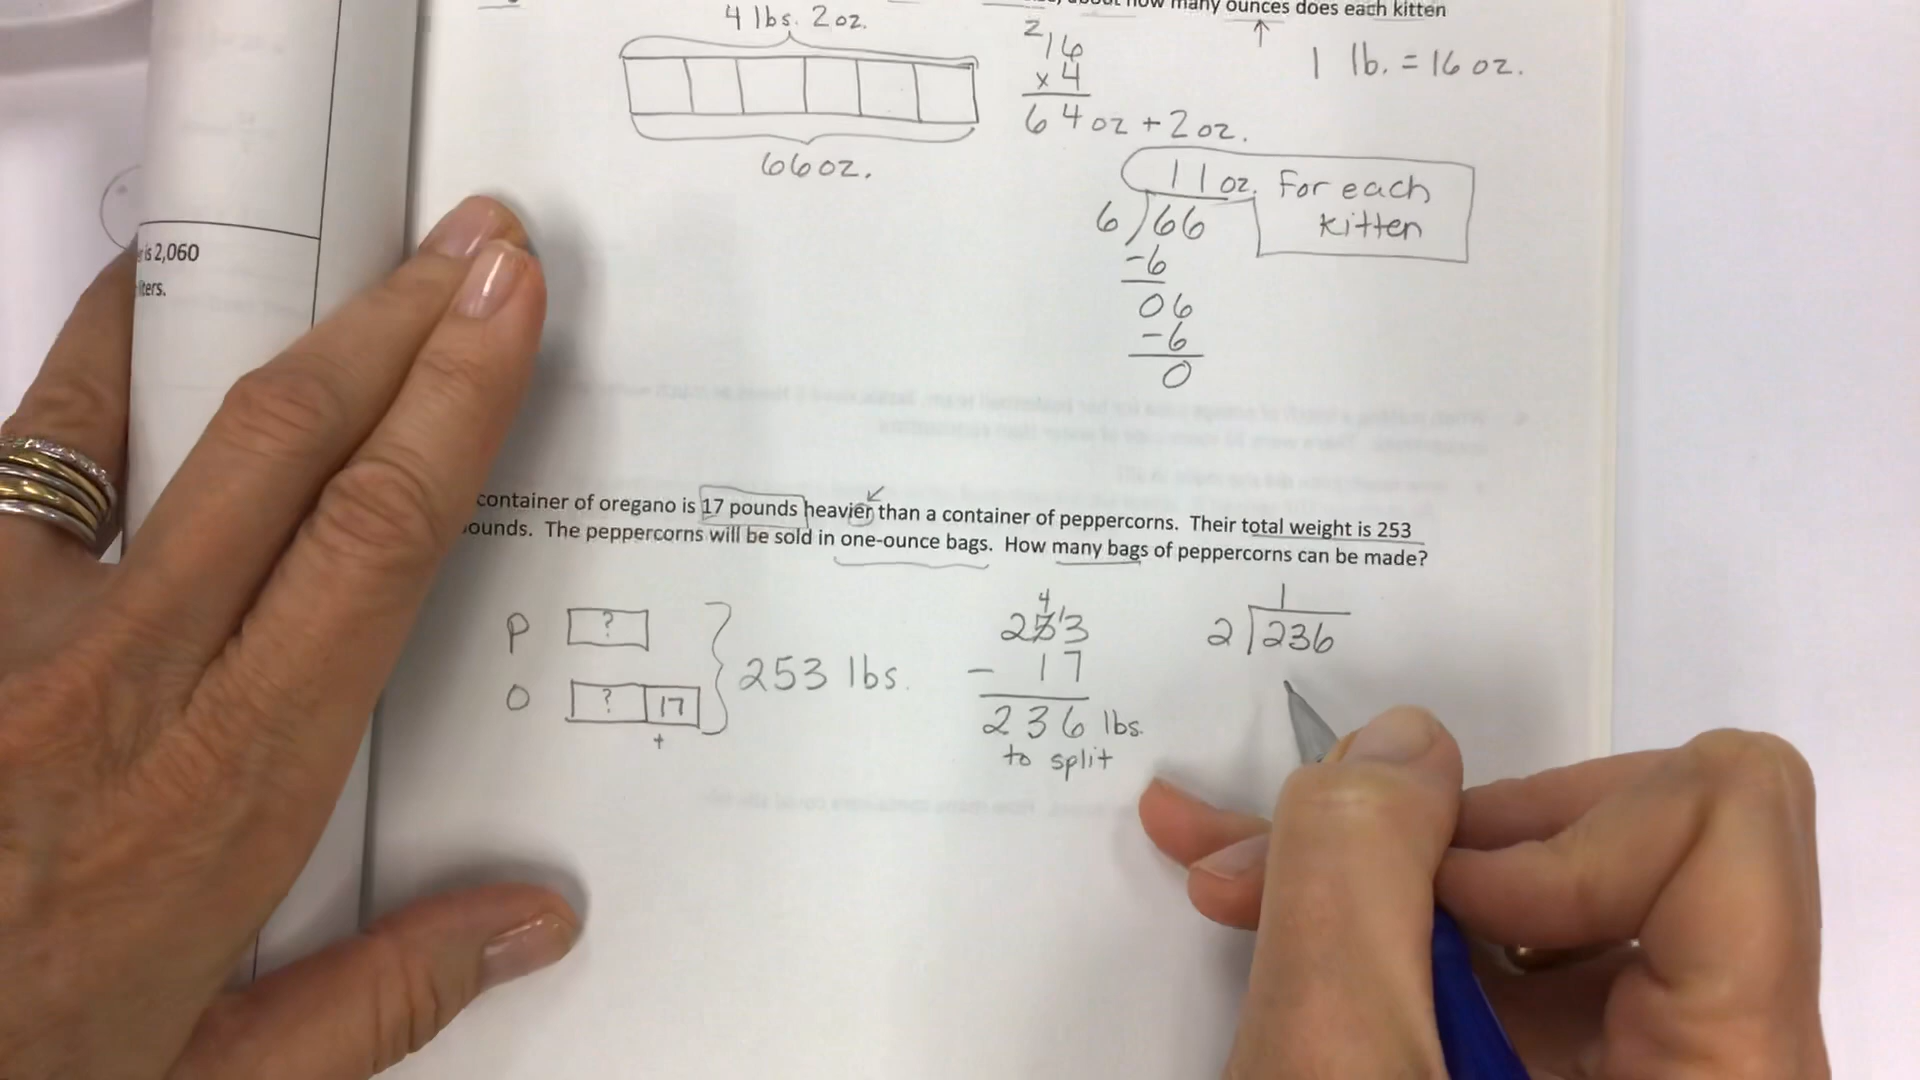 how many ounces does each kitten
4 lbs. 2 oz.
66 oz.
2
16
x 4
64 oz + 2 oz.
1 lb. = 16 oz.
11 oz. For each
kitten
6 66
-6
06
-6
0
is 2,060
container of oregano is 17 pounds heavier than a container of peppercorns. Their total weight is 253
ounds. The peppercorns will be sold in one-ounce bags. How many bags of peppercorns can be made?
P ?
O ? 17
+
253 lbs.
4 1
253
- 17
236 lbs.
to split
1
2 236